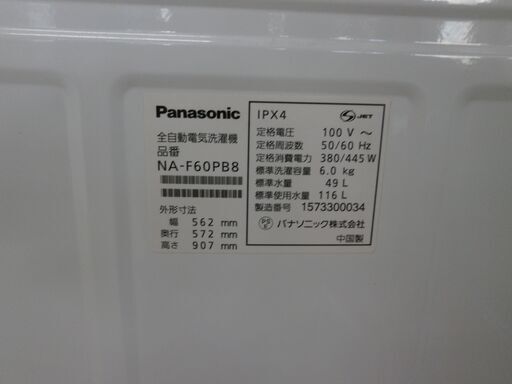 Panasonic
全自動電気洗濯機
品番
NA-F60PB8
外形寸法
幅 562 mm
奥行 572 mm
高さ 907 mm
IPX4
S JET
定格電圧 100 V ～
定格周波数 50/60 Hz
定格消費電力 380/445 W
標準洗濯容量 6.0 kg
標準水量 49 L
標準使用水量 116 L
製造番号 1573300034
PSE パナソニック株式会社
中国製